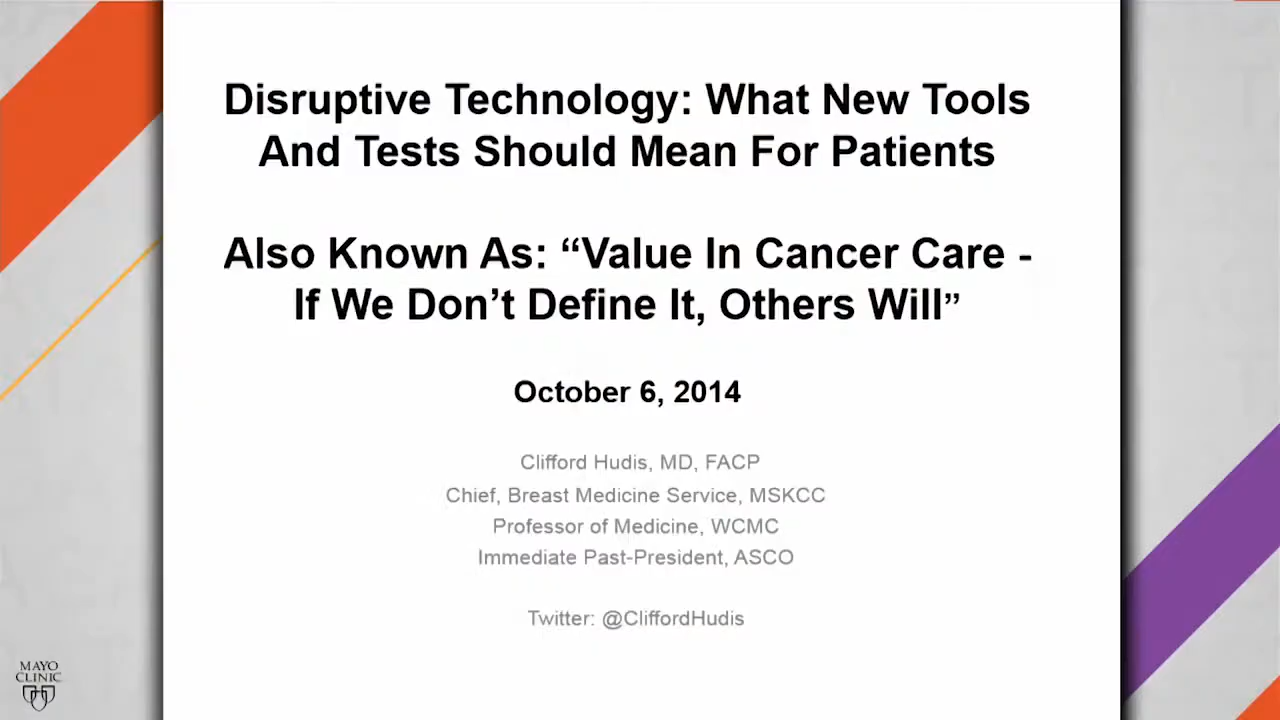 Disruptive Technology: What New Tools
And Tests Should Mean For Patients
Also Known As: “Value In Cancer Care -
If We Don’t Define It, Others Will”
October 6, 2014
Clifford Hudis, MD, FACP
Chief, Breast Medicine Service, MSKCC
Professor of Medicine, WCMC
Immediate Past-President, ASCO
Twitter: @CliffordHudis
MAYO
CLINIC